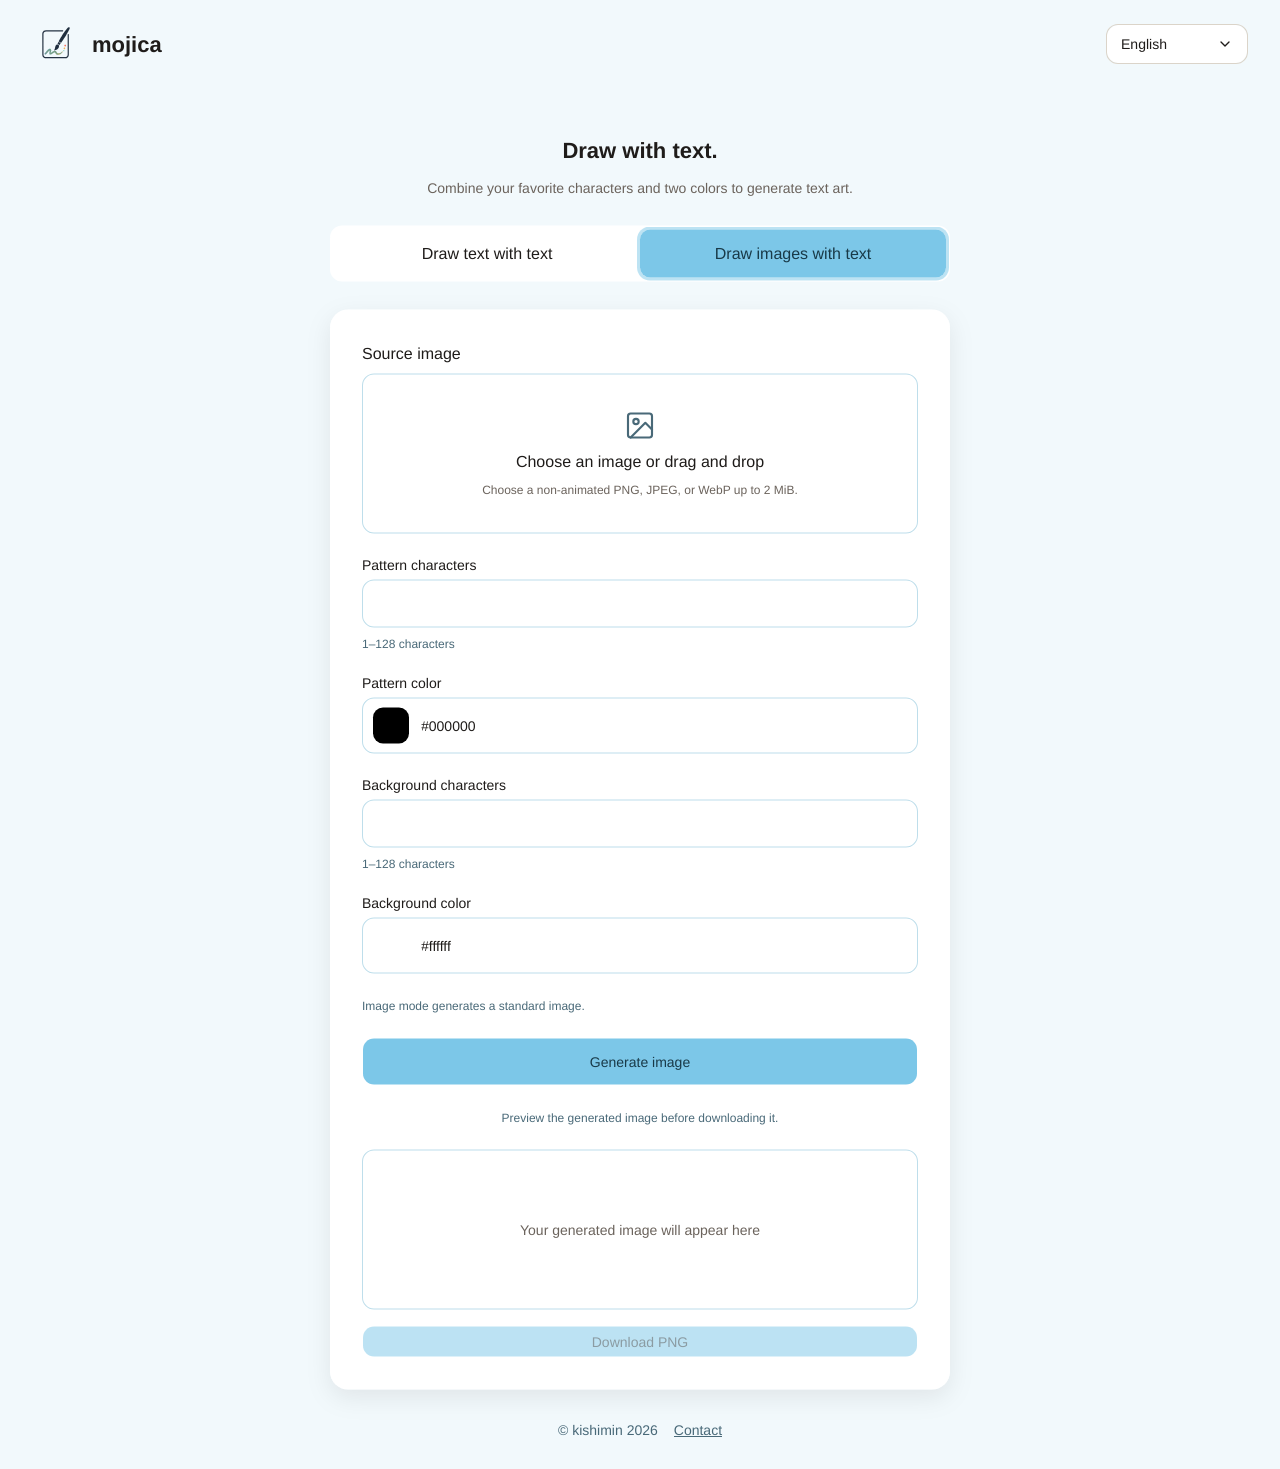 mojica
English
Draw with text.
Combine your favorite characters and two colors to generate text art.
Draw text with text
Draw images with text
Source image
Choose an image or drag and drop
Choose a non-animated PNG, JPEG, or WebP up to 2 MiB.
Pattern characters
1–128 characters
Pattern color
#000000
Background characters
1–128 characters
Background color
#ffffff
Image mode generates a standard image.
Generate image
Preview the generated image before downloading it.
Your generated image will appear here
Download PNG
© kishimin 2026 Contact